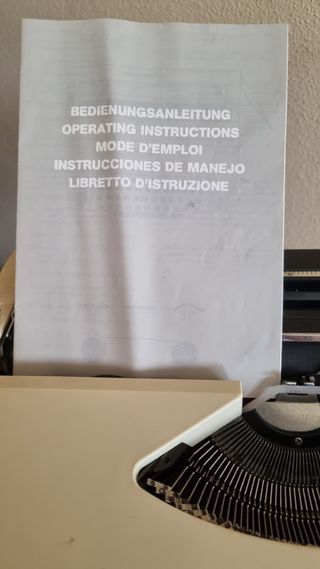 BEDIENUNGSANLEITUNG
OPERATING INSTRUCTIONS
MODE D'EMPLOI
INSTRUCCIONES DE MANEJO
LIBRETTO D'ISTRUZIONE